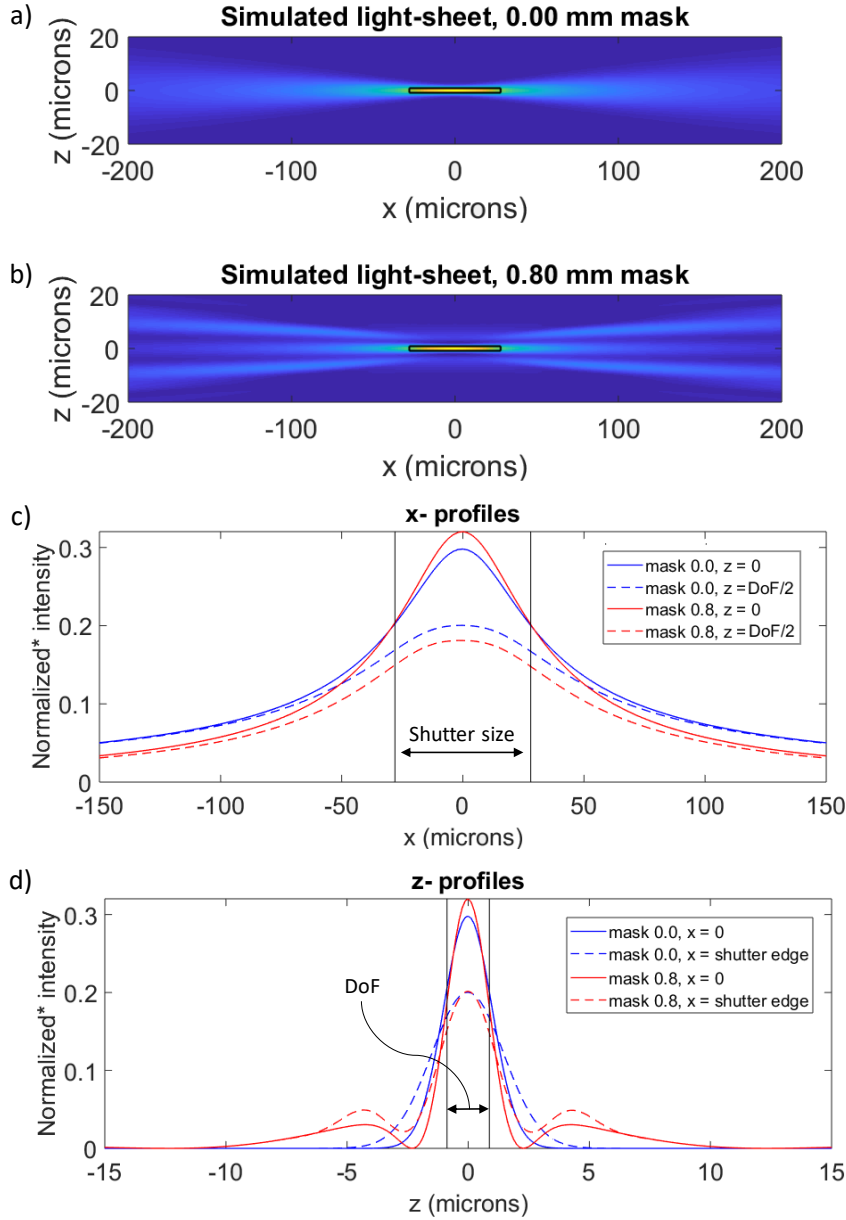 a)
Simulated light-sheet, 0.00 mm mask
20
0
-20
z (microns)
-200 -100 0 100 200
x (microns)
b)
Simulated light-sheet, 0.80 mm mask
20
0
-20
z (microns)
-200 -100 0 100 200
x (microns)
c)
x- profiles
0.3
0.2
0.1
0
Normalized* intensity
mask 0.0, z = 0
mask 0.0, z = DoF/2
mask 0.8, z = 0
mask 0.8, z = DoF/2
Shutter size
-150 -100 -50 0 50 100 150
x (microns)
d)
z- profiles
0.3
0.2
0.1
0
Normalized* intensity
mask 0.0, x = 0
mask 0.0, x = shutter edge
mask 0.8, x = 0
mask 0.8, x = shutter edge
DoF
-15 -10 -5 0 5 10 15
z (microns)